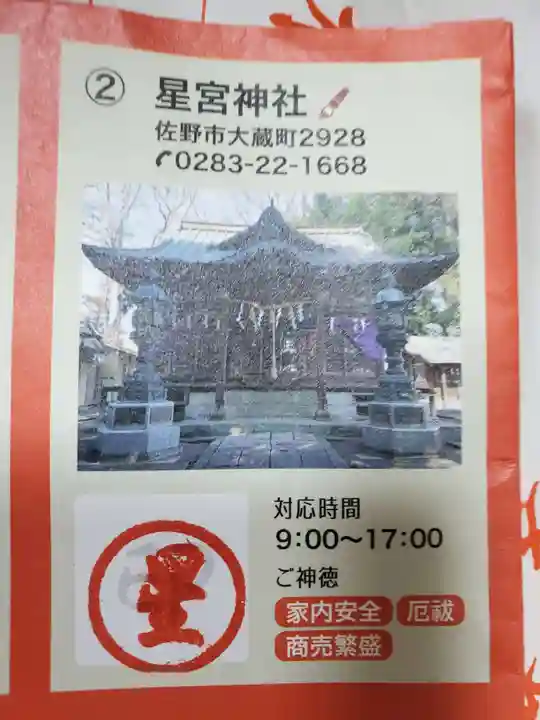 ② 星宮神社
佐野市大蔵町2928
0283-22-1668
対応時間
9:00〜17:00
ご神徳
家内安全 厄祓
商売繁盛
星